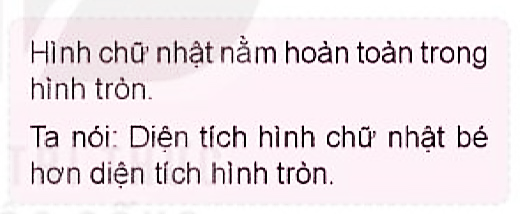 Hình chữ nhật nằm hoàn toàn trong
hình tròn.
Ta nói: Diện tích hình chữ nhật bé
hơn diện tích hình tròn.